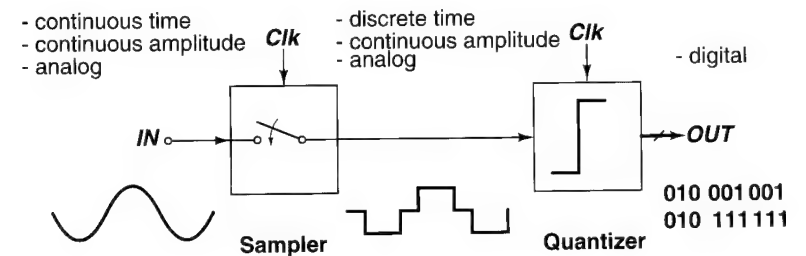 - continuous time
- continuous amplitude
- analog
Clk
- discrete time
- continuous amplitude
- analog
Clk
- digital
IN
OUT
Sampler
Quantizer
010 001 001
010 111 111